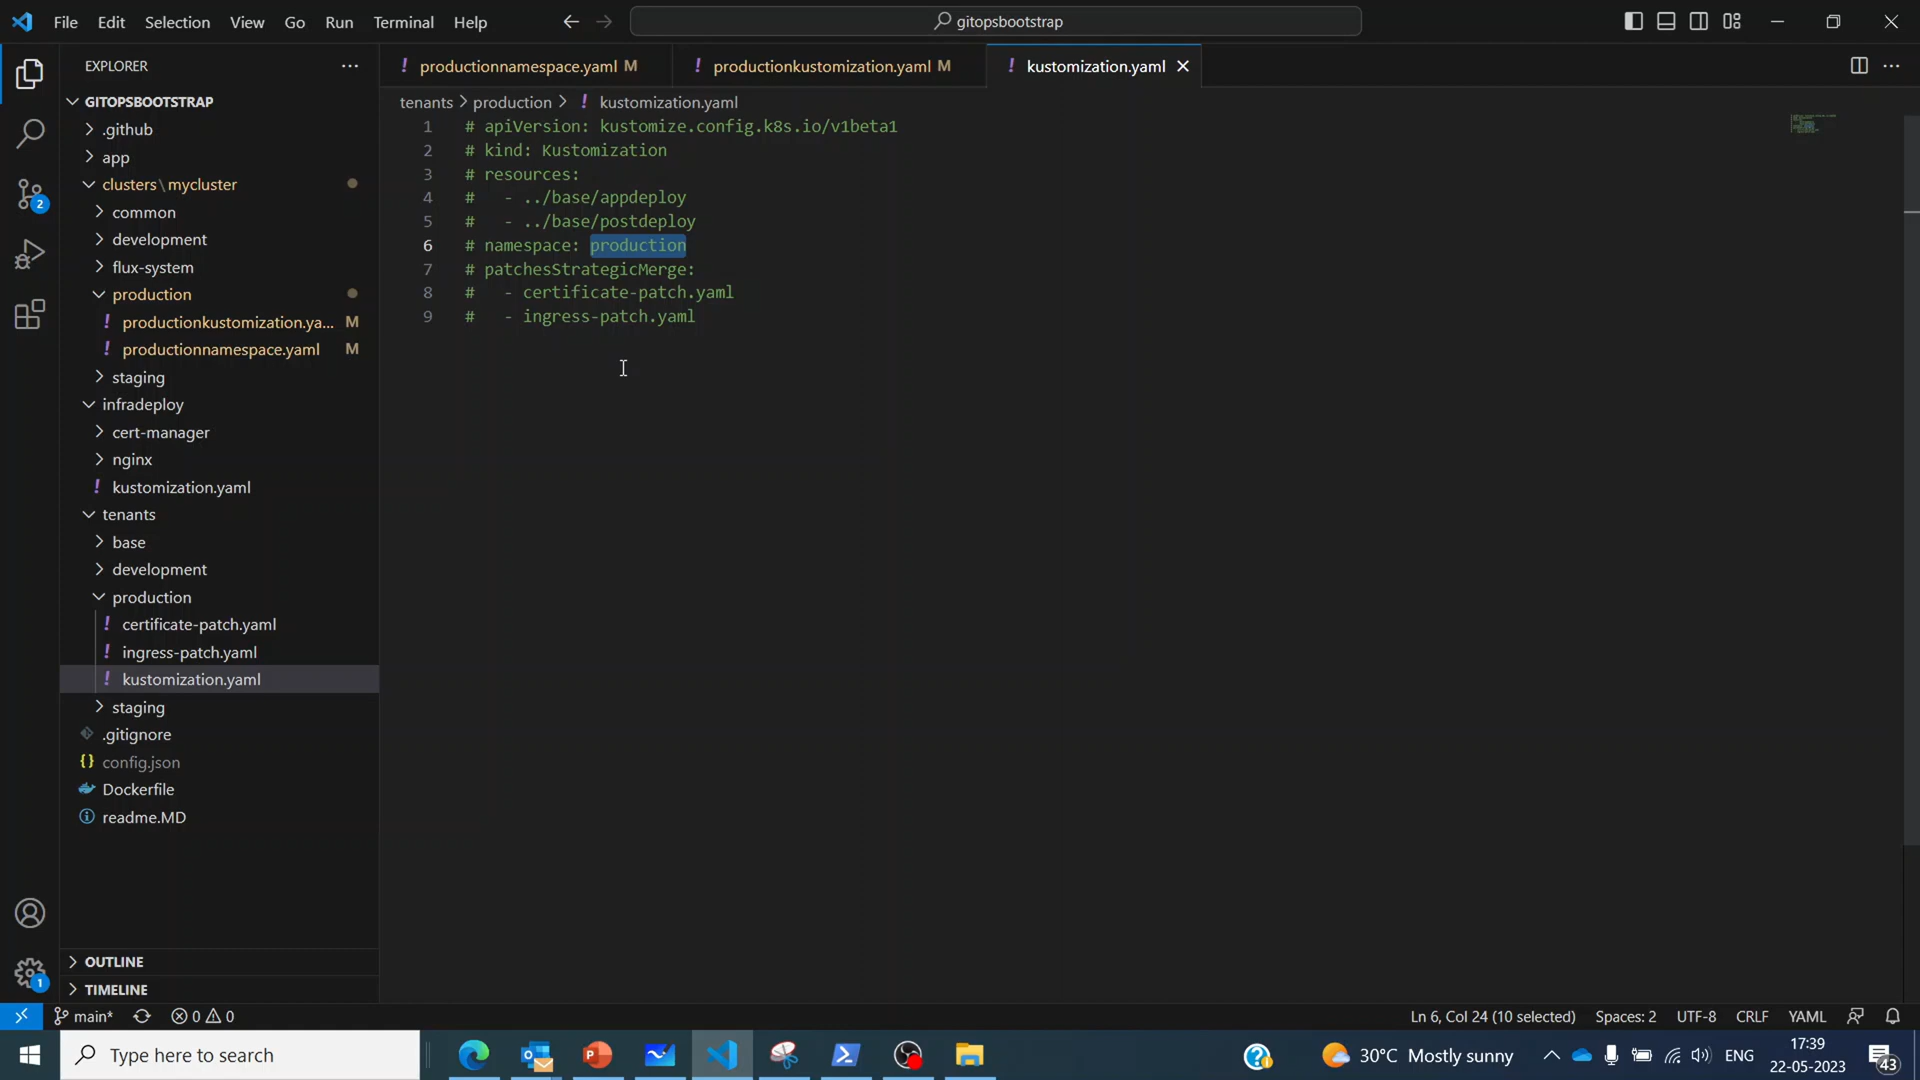 File Edit Selection View Go Run Terminal Help
gitopsbootstrap
EXPLORER
productionnamespace.yaml M
productionkustomization.yaml M
kustomization.yaml
GITOPSBOOTSTRAP
tenants > production > kustomization.yaml
.github
app
clusters\mycluster
common
development
flux-system
production
productionkustomization.ya... M
productionnamespace.yaml M
staging
infradeploy
cert-manager
nginx
kustomization.yaml
tenants
base
development
production
certificate-patch.yaml
ingress-patch.yaml
kustomization.yaml
staging
.gitignore
config.json
Dockerfile
readme.MD
OUTLINE
TIMELINE
2
1
1 # apiVersion: kustomize.config.k8s.io/v1beta1
2 # kind: Kustomization
3 # resources:
4 #   - ../base/appdeploy
5 #   - ../base/postdeploy
6 # namespace: production
7 # patchesStrategicMerge:
8 #   - certificate-patch.yaml
9 #   - ingress-patch.yaml
main* 0 0
Ln 6, Col 24 (10 selected) Spaces: 2 UTF-8 CRLF YAML
Type here to search
30°C Mostly sunny
ENG
17:39
22-05-2023
43